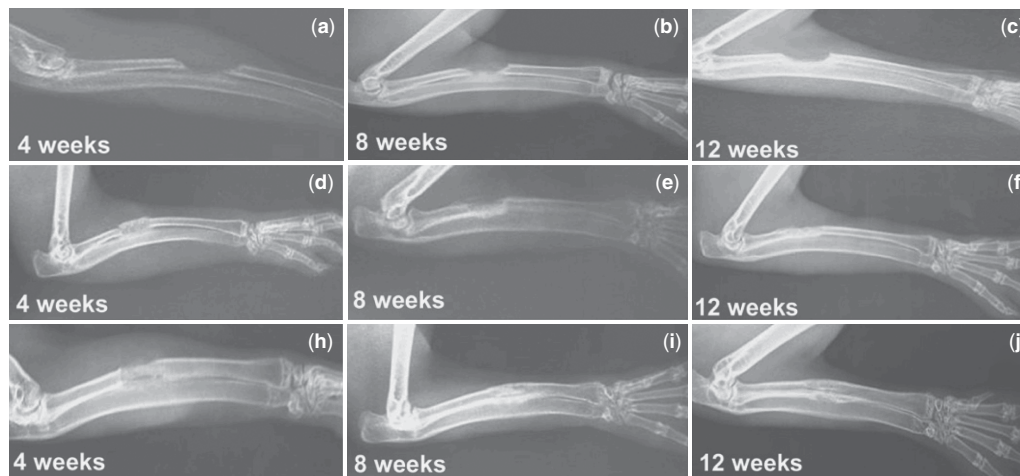 (a)
4 weeks
(b)
8 weeks
(c)
12 weeks
(d)
4 weeks
(e)
8 weeks
(f)
12 weeks
(h)
4 weeks
(i)
8 weeks
(j)
12 weeks